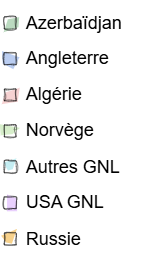 Azerbaïdjan
Angleterre
Algérie
Norvège
Autres GNL
USA GNL
Russie